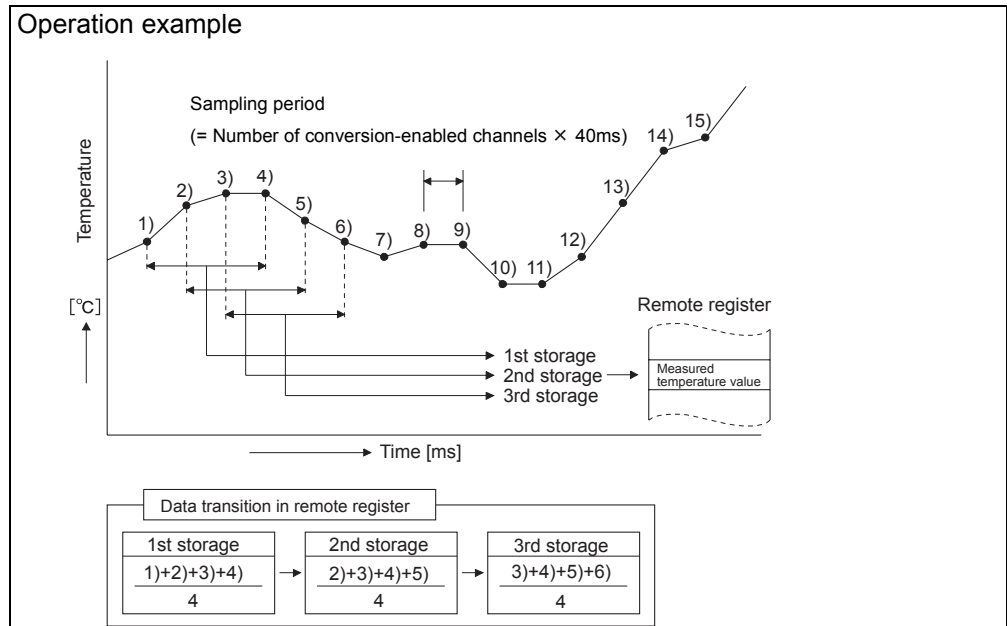 Operation example
Sampling period
(= Number of conversion-enabled channels × 40ms)
Temperature
[°C]
1)
2)
3)
4)
5)
6)
7)
8)
9)
10)
11)
12)
13)
14)
15)
Remote register
1st storage
2nd storage
3rd storage
Measured
temperature value
Time [ms]
Data transition in remote register
1st storage
1)+2)+3)+4)
4
2nd storage
2)+3)+4)+5)
4
3rd storage
3)+4)+5)+6)
4